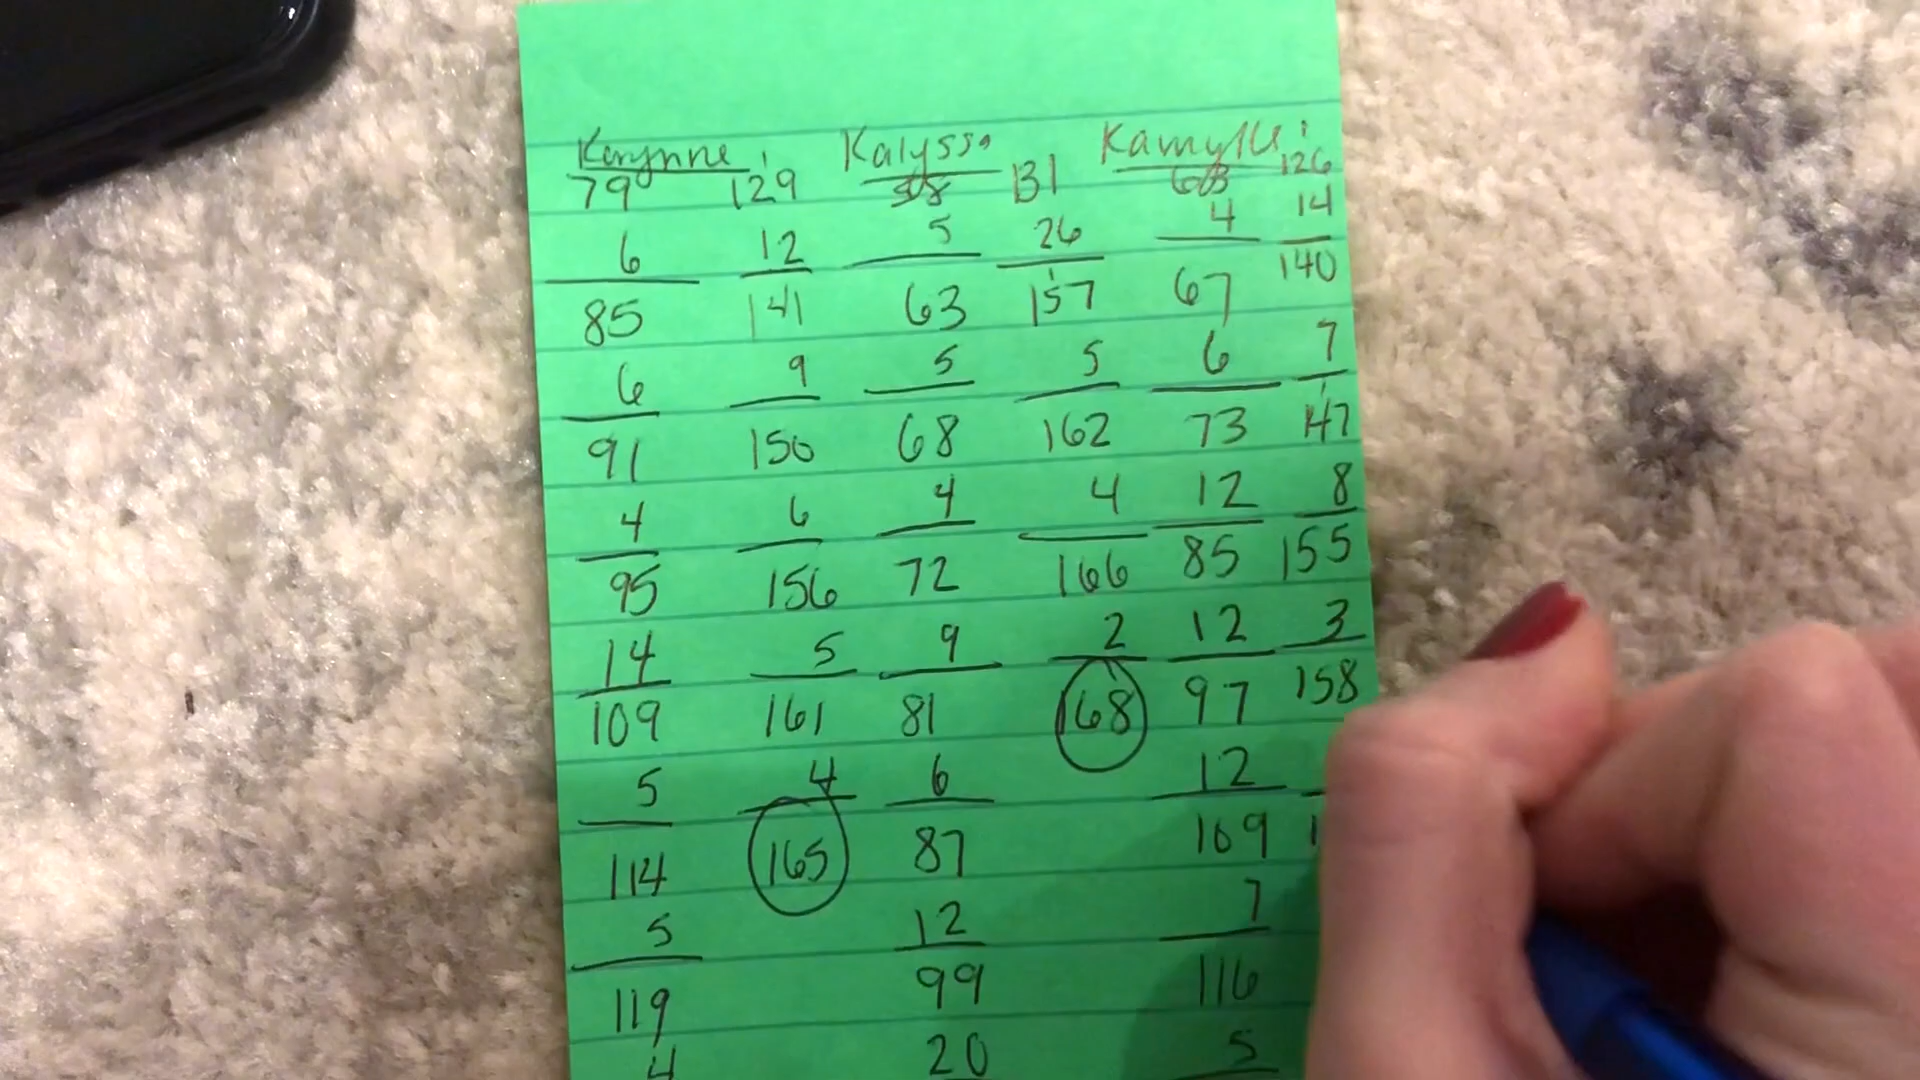 Karynne Kalyssa Kamylle
79 129 58 131 63 126
6 12 5 26 4 14
85 141 63 157 67 140
6 9 5 5 6 7
91 150 68 162 73 147
4 6 4 4 12 8
95 156 72 166 85 155
14 5 9 2 12 3
109 161 81 168 97 158
5 4 6 12
114 165 87 109
5 12 7
119 99 116
4 20 5